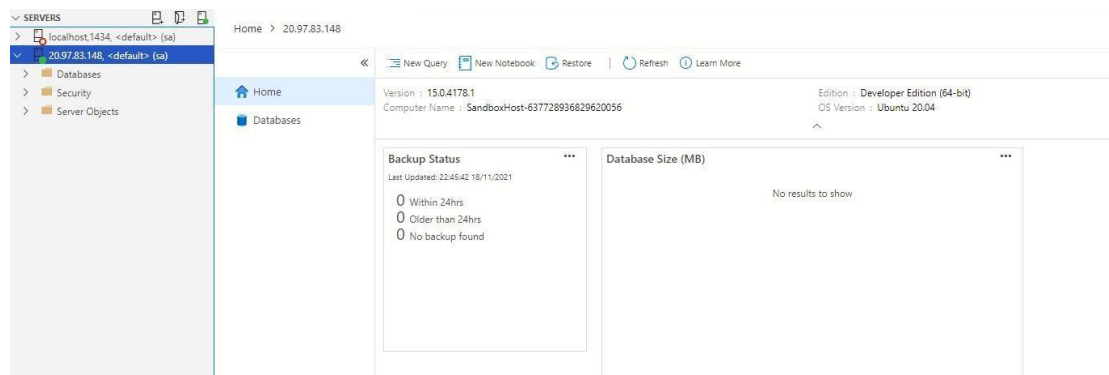 SERVERS
localhost,1434, <default> (sa)
20.97.83.148, <default> (sa)
Databases
Security
Server Objects
Home > 20.97.83.148
New Query New Notebook Restore Refresh Learn More
Home
Databases
Version : 15.0.4178.1
Computer Name : SandboxHost-637728936829620056
Edition : Developer Edition (64-bit)
OS Version : Ubuntu 20.04
Backup Status
Last Updated: 22:45:42 18/11/2021
0 Within 24hrs
0 Older than 24hrs
0 No backup found
Database Size (MB)
No results to show